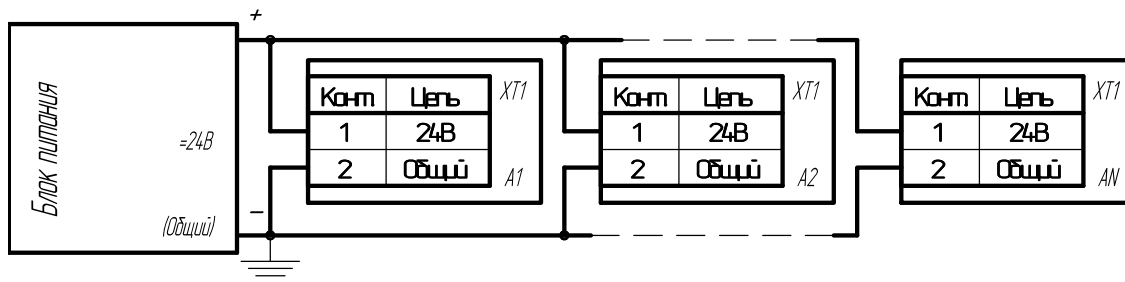 Блок питания
+
=24В
−
(Общий)
Конт. Цепь XT1
1 24В
2 Общий A1
Конт. Цепь XT1
1 24В
2 Общий A2
Конт. Цепь XT1
1 24В
2 Общий AN